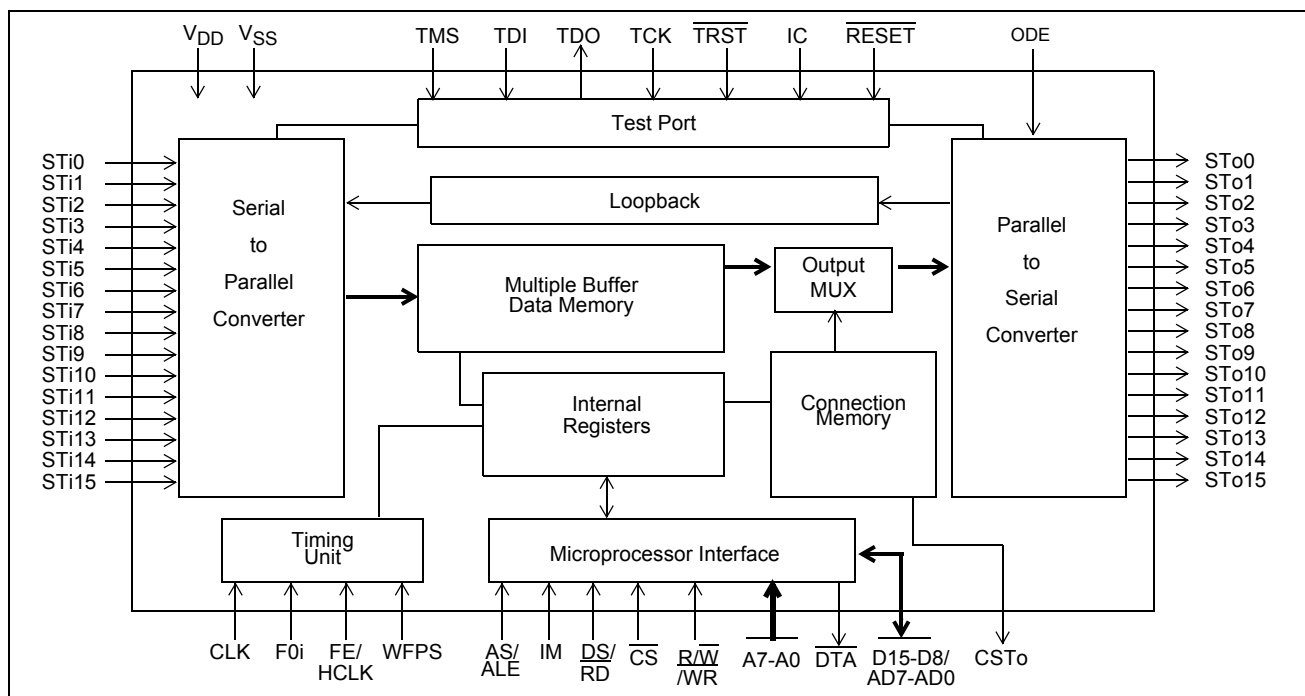 VDD VSS TMS TDI TDO TCK TRST IC RESET ODE
Test Port
STi0
STi1
STi2
STi3
STi4
STi5
STi6
STi7
STi8
STi9
STi10
STi11
STi12
STi13
STi14
STi15
Serial
to
Parallel
Converter
Loopback
Multiple Buffer
Data Memory
Output
MUX
Internal
Registers
Connection
Memory
Parallel
to
Serial
Converter
STo0
STo1
STo2
STo3
STo4
STo5
STo6
STo7
STo8
STo9
STo10
STo11
STo12
STo13
STo14
STo15
Timing
Unit
Microprocessor Interface
CLK
F0i
FE/
HCLK
WFPS
AS/
ALE
IM
DS/
RD
CS
R/W
/WR
A7-A0
DTA
D15-D8/
AD7-AD0
CSTo